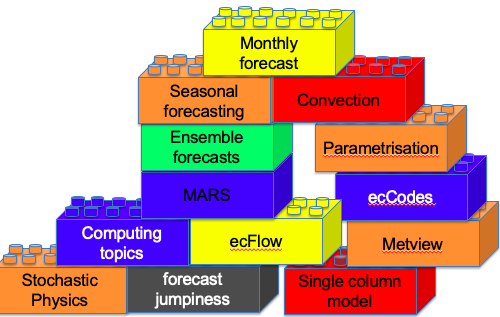 Monthly
forecast
Seasonal
forecasting
Convection
Ensemble
forecasts
Parametrisation
MARS
ecCodes
Computing
topics
ecFlow
Metview
Stochastic
Physics
forecast
jumpiness
Single column
model